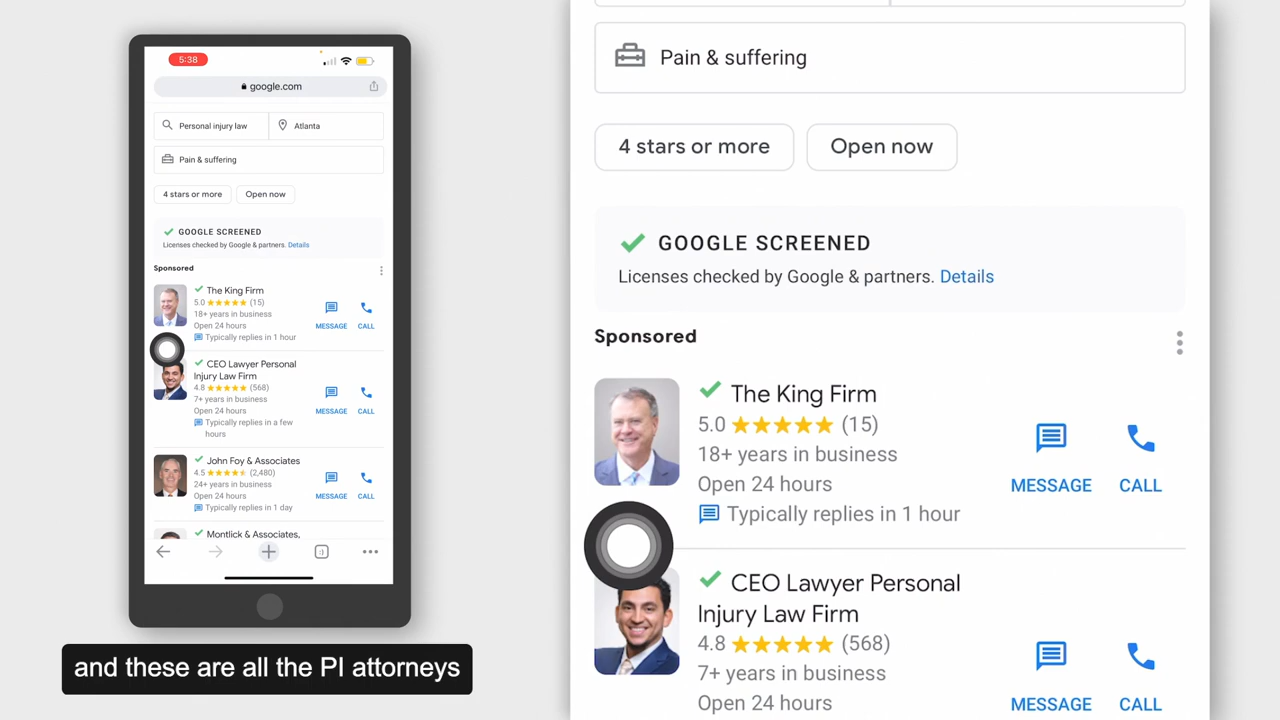 5:38
google.com
Personal injury law
Atlanta
Pain & suffering
4 stars or more
Open now
GOOGLE SCREENED
Licenses checked by Google & partners. Details
Sponsored
The King Firm
5.0 (15)
18+ years in business
Open 24 hours
Typically replies in 1 hour
MESSAGE
CALL
CEO Lawyer Personal
Injury Law Firm
4.8 (568)
7+ years in business
Open 24 hours
Typically replies in a few
hours
MESSAGE
CALL
John Foy & Associates
4.5 (2,480)
24+ years in business
Open 24 hours
Typically replies in 1 day
MESSAGE
CALL
Montlick & Associates,
:)
and these are all the PI attorneys
Pain & suffering
4 stars or more
Open now
GOOGLE SCREENED
Licenses checked by Google & partners. Details
Sponsored
The King Firm
5.0 (15)
18+ years in business
Open 24 hours
Typically replies in 1 hour
MESSAGE
CALL
CEO Lawyer Personal
Injury Law Firm
4.8 (568)
7+ years in business
Open 24 hours
MESSAGE
CALL